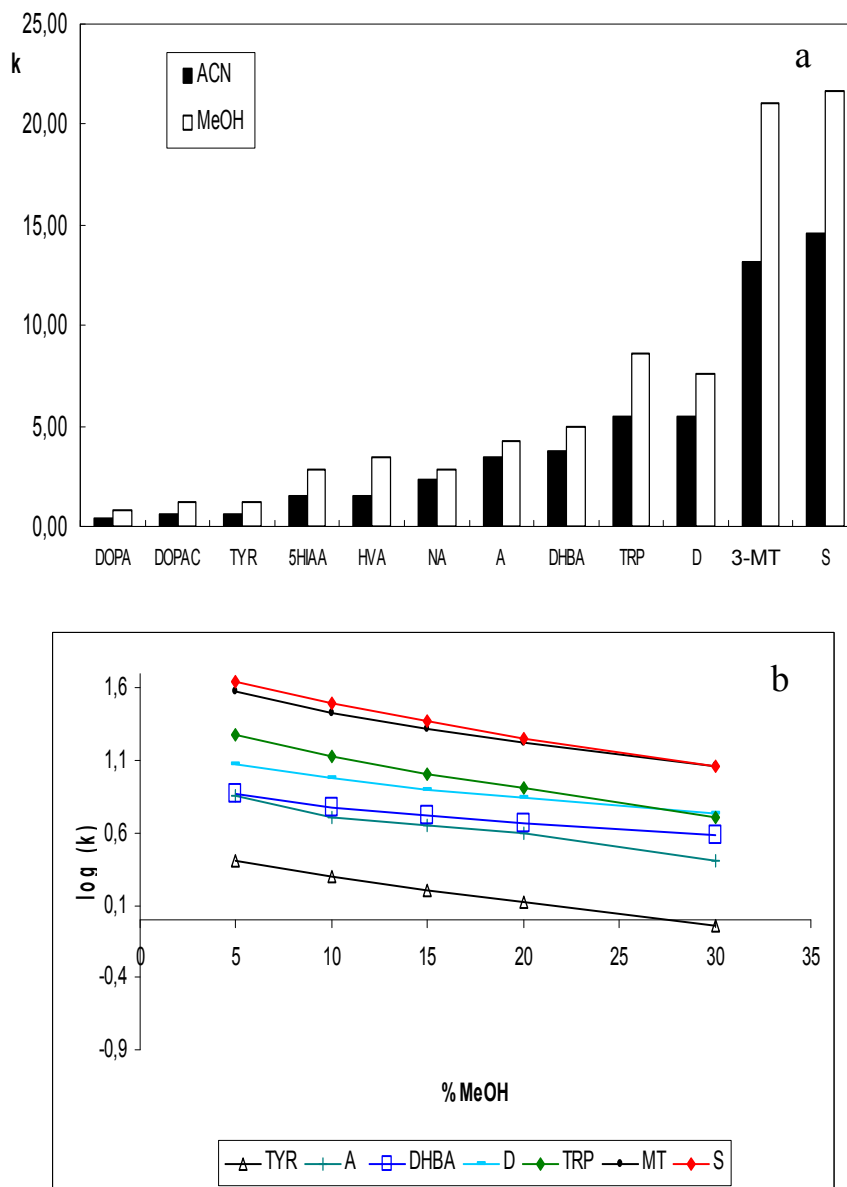 25,00
k
a
ACN
MeOH
20,00
15,00
10,00
5,00
0,00
DOPA DOPAC TYR 5HIAA HVA NA A DHBA TRP D 3-MT S
b
1,6
1,1
0,6
0,1
-0,4
-0,9
log (k)
0 5 10 15 20 25 30 35
% MeOH
TYR A DHBA D TRP MT S